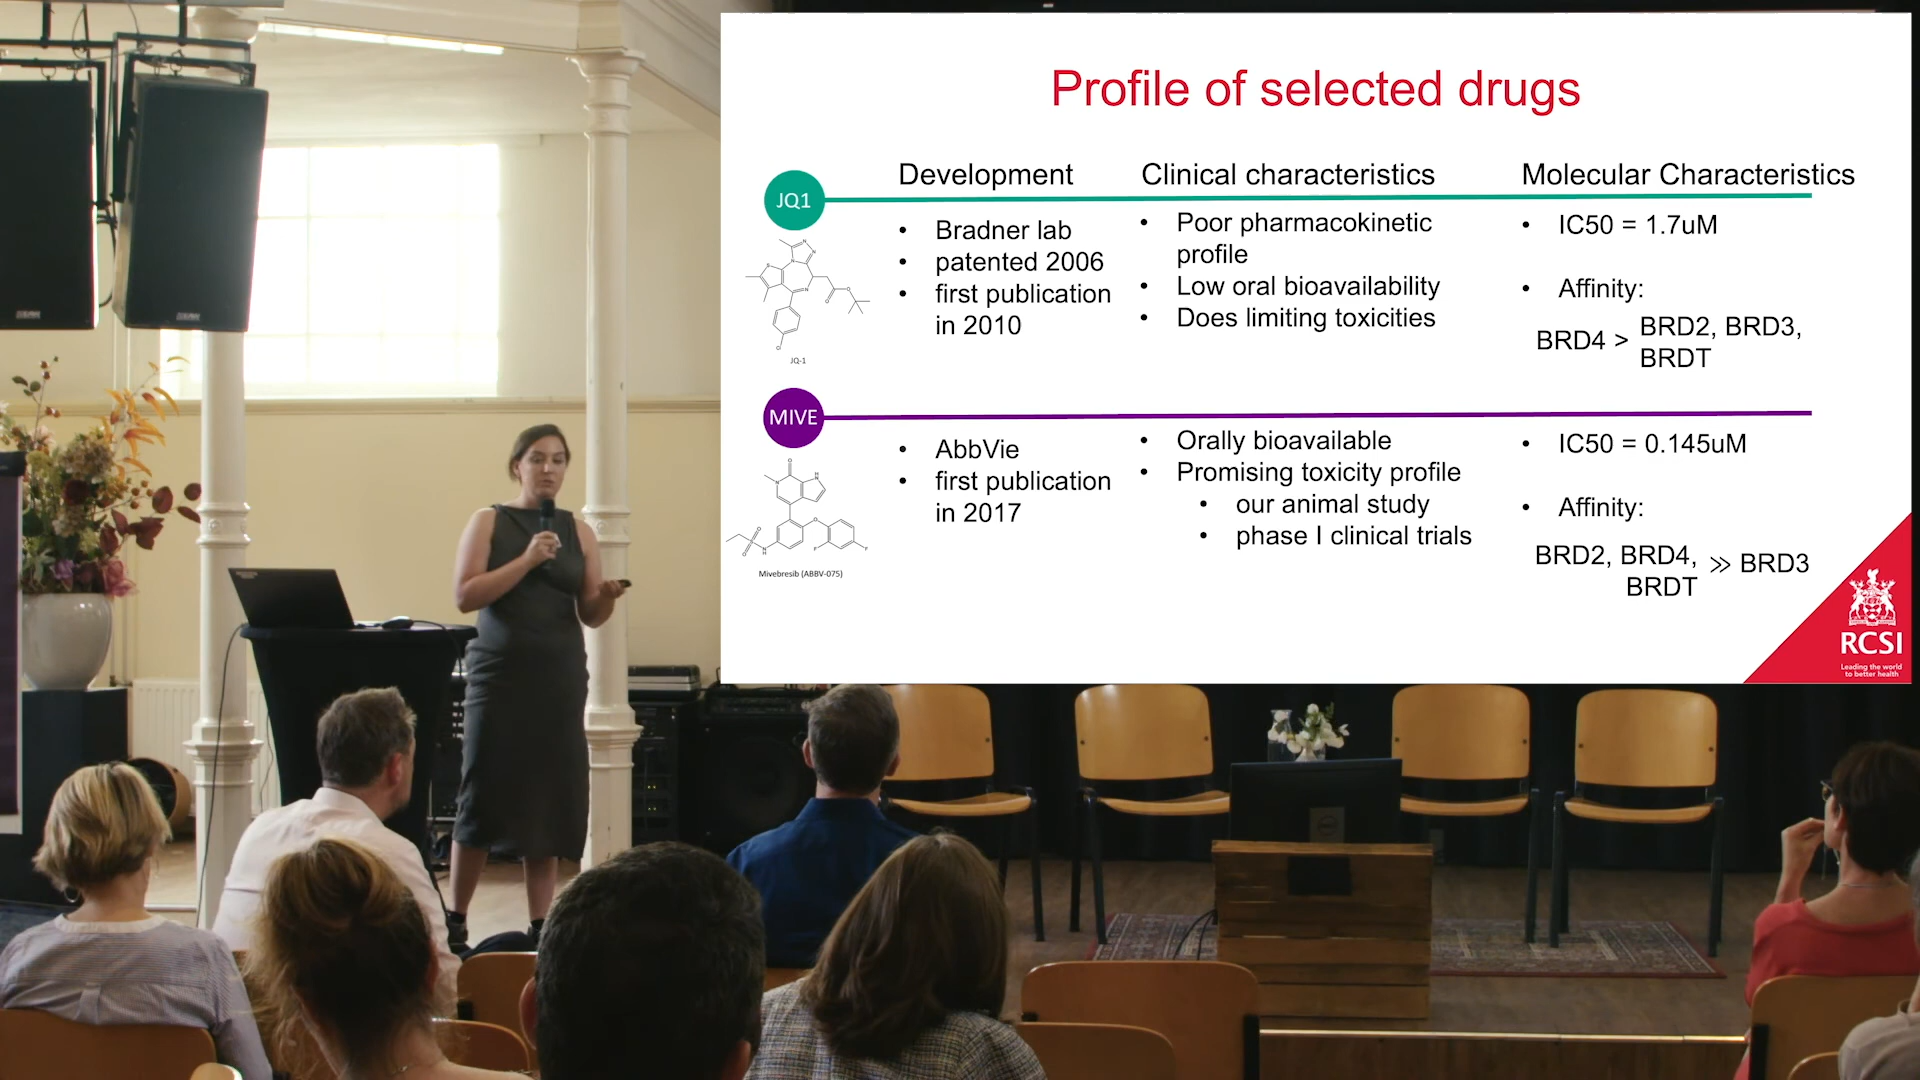 Profile of selected drugs
Development
Clinical characteristics
Molecular Characteristics
JQ1
• Bradner lab
• patented 2006
• first publication
in 2010
• Poor pharmacokinetic
profile
• Low oral bioavailability
• Does limiting toxicities
• IC50 = 1.7uM
• Affinity:
BRD4 > BRD2, BRD3,
BRDT
JQ-1
MIVE
• AbbVie
• first publication
in 2017
• Orally bioavailable
• Promising toxicity profile
• our animal study
• phase I clinical trials
• IC50 = 0.145uM
• Affinity:
BRD2, BRD4,
BRDT
≫ BRD3
Mivebresib (ABBV-075)
RCSI
Leading the world
to better health